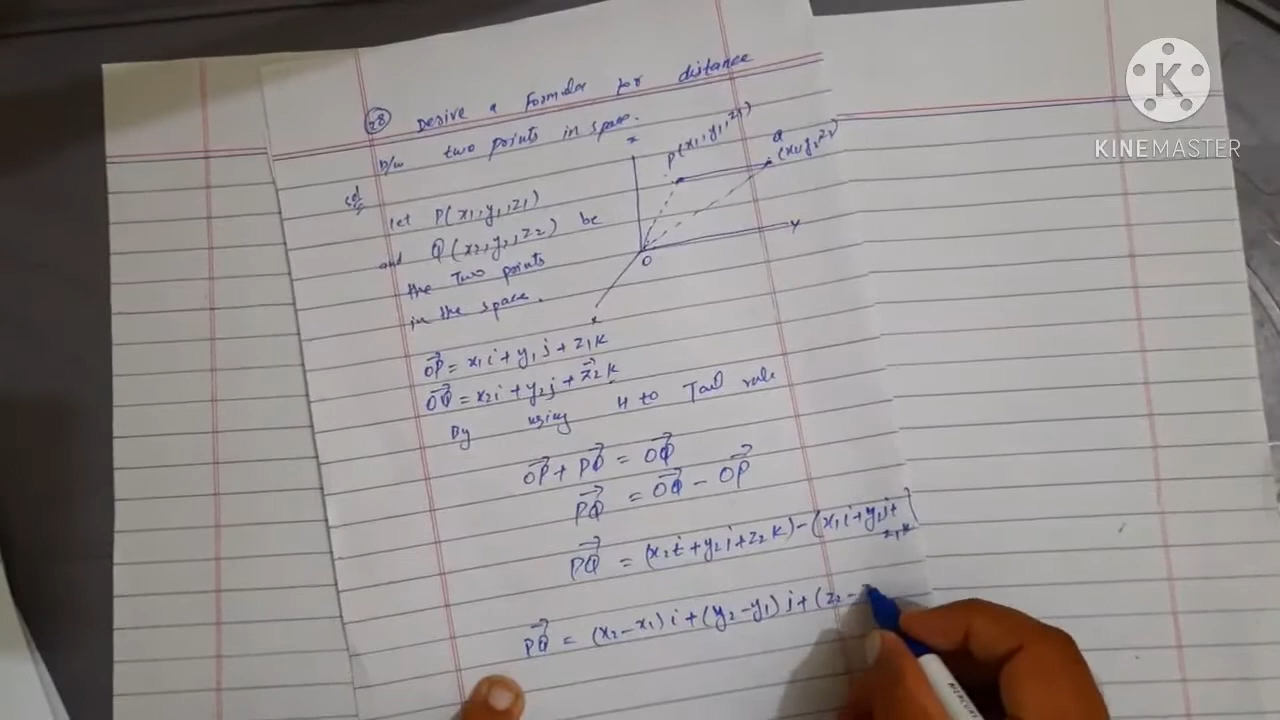 28 Derive a Formula for distance
b/w two points in space.
Sol
let P(x1, y1, z1)
and Q(x2, y2, z2) be
the Two points
in the space.
z
P(x1, y1, z1)
Q
(x2, y2, z2)
y
O
x
OP→ = x1i + y1j + z1k
OQ→ = x2i + y2j + z→2k
By using H to Tail rule
OP→ + PQ→ = OQ→
PQ→ = OQ→ - OP→
PQ→ = (x2i + y2j + z2k) - (x1i + y1j +
z1k)
PQ→ = (x2 - x1)i + (y2 - y1)j + (z2 -
K
KINEMASTER